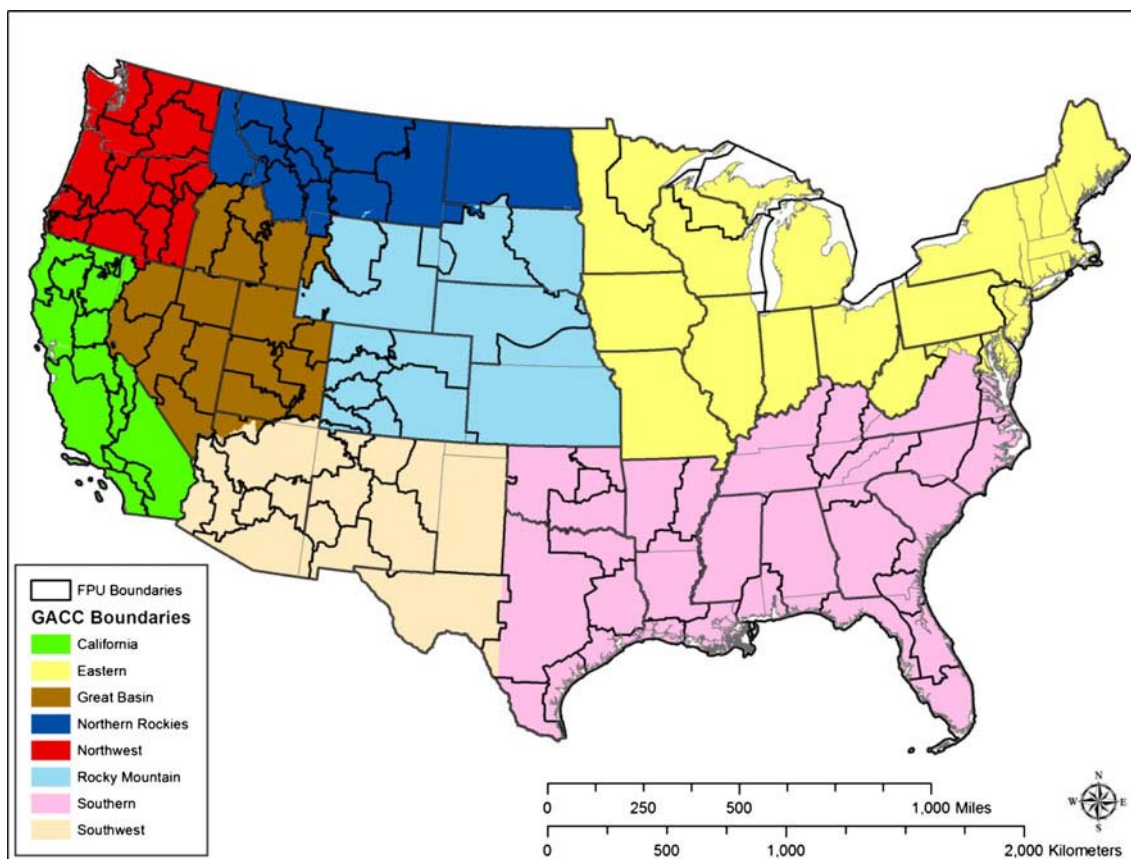 FPU Boundaries
GACC Boundaries
California
Eastern
Great Basin
Northern Rockies
Northwest
Rocky Mountain
Southern
Southwest
0 250 500 1,000 Miles
0 500 1,000 2,000 Kilometers
N
W E
S